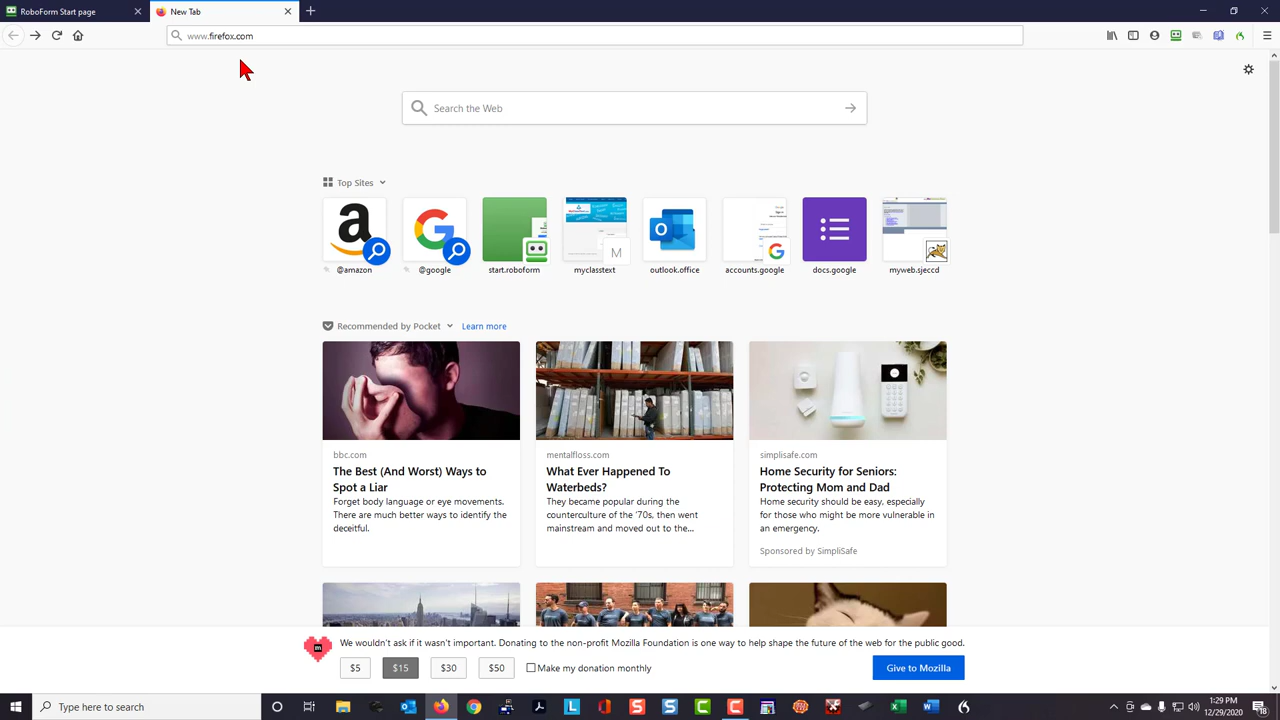 RoboForm Start page
New Tab
www.firefox.com
Search the Web
Top Sites
@amazon
@google
start.roboform
M
myclasstext
outlook.office
accounts.google
docs.google
myweb.sjeccd
Recommended by Pocket
Learn more
bbc.com
The Best (And Worst) Ways to
Spot a Liar
Forget body language or eye movements.
There are much better ways to identify the
deceitful.
mentalfloss.com
What Ever Happened To
Waterbeds?
They became popular during the
counterculture of the '70s, then went
mainstream and moved out to the...
simplisafe.com
Home Security for Seniors:
Protecting Mom and Dad
Home security should be easy, especially
for those who might be more vulnerable in
an emergency.
Sponsored by SimpliSafe
We wouldn't ask if it wasn't important. Donating to the non-profit Mozilla Foundation is one way to help shape the future of the web for the public good.
$5
$15
$30
$50
Make my donation monthly
Give to Mozilla
Type here to search
1:29 PM
12/29/2020
18